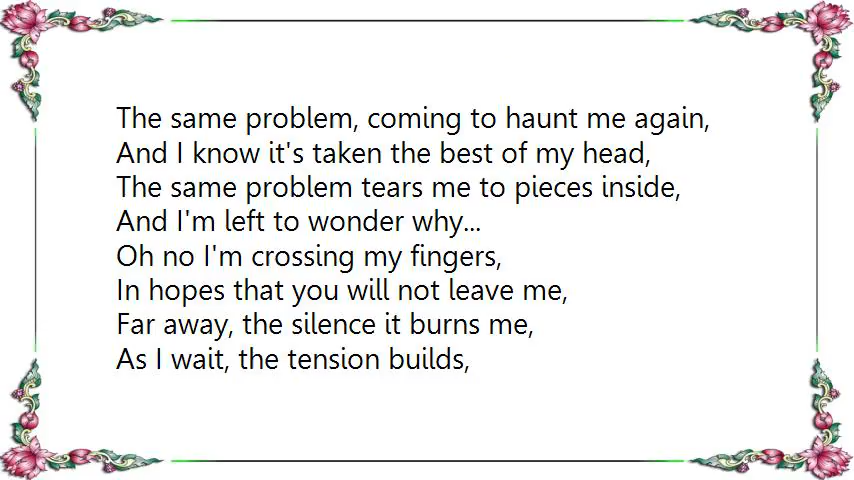 The same problem, coming to haunt me again,
And I know it's taken the best of my head,
The same problem tears me to pieces inside,
And I'm left to wonder why...
Oh no I'm crossing my fingers,
In hopes that you will not leave me,
Far away, the silence it burns me,
As I wait, the tension builds,